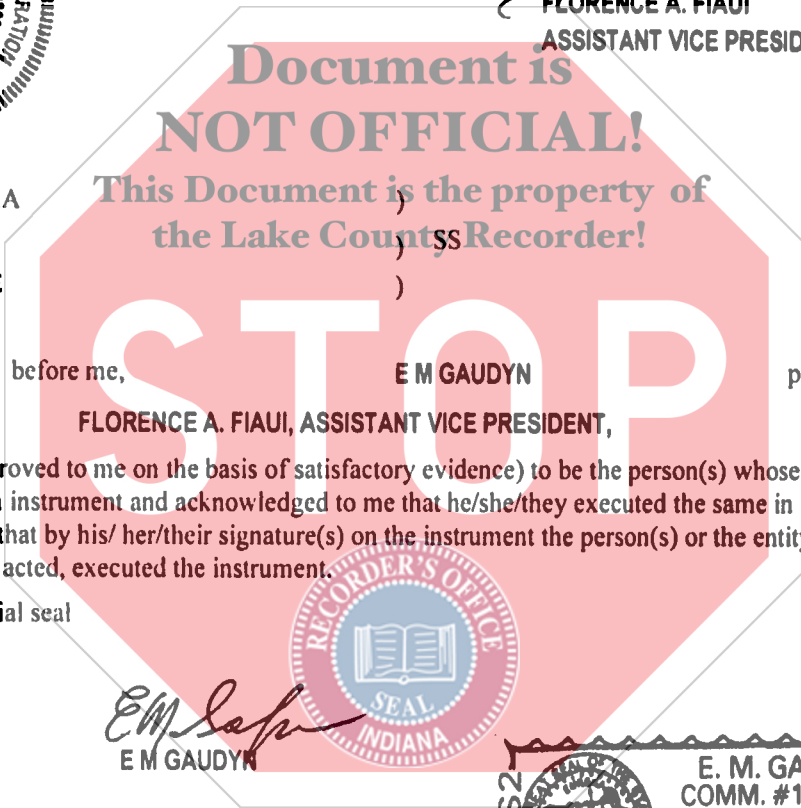 RATION
FLORENCE A. FIAUI
ASSISTANT VICE PRESID
Document is
NOT OFFICIAL!
This Document is the property of
the Lake County Recorder!
A )
) SS
)
STOP
before me, E M GAUDYN p
FLORENCE A. FIAUI, ASSISTANT VICE PRESIDENT,
roved to me on the basis of satisfactory evidence) to be the person(s) whose
instrument and acknowledged to me that he/she/they executed the same in
that by his/ her/their signature(s) on the instrument the person(s) or the entity
acted, executed the instrument.
ial seal
RECORDER'S OFFICE
SEAL
INDIANA
E M GAUDYN
E. M. GA
COMM. #1